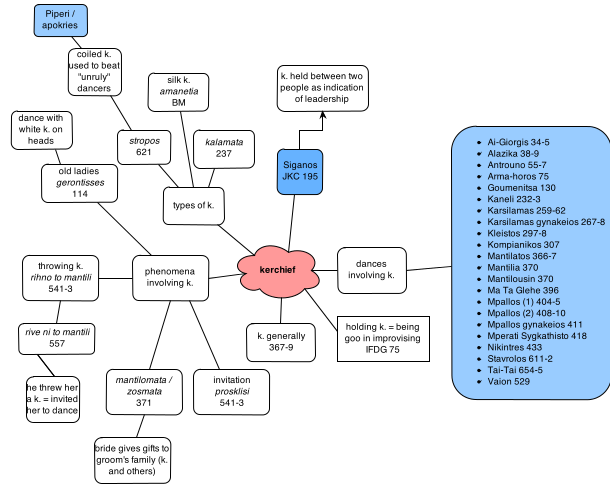 Piperi /
apokries
coiled k.
used to beat
"unruly"
dancers
silk k.
amanetia
BM
k. held between two
people as indication
of leadership
dance with
white k. on
heads
stropos
621
kalamata
237
Siganos
JKC 195
old ladies
gerontisses
114
types of k.
throwing k.
rihno to mantili
541-3
phenomena
involving k.
kerchief
dances
involving k.
rive ni to mantili
557
k. generally
367-9
holding k. = being
goo in improvising
IFDG 75
he threw her
a k. = invited
her to dance
mantilomata /
zosmata
371
invitation
prosklisi
541-3
bride gives gifts to
groom's family (k.
and others)
Ai-Giorgis 34-5
Alazika 38-9
Antrouno 55-7
Arma-horos 75
Goumenitsa 130
Kaneli 232-3
Karsilamas 259-62
Karsilamas gynakeios 267-8
Kleistos 297-8
Kompianikos 307
Mantilatos 366-7
Mantilia 370
Mantilousin 370
Ma Ta Glehe 396
Mpallos (1) 404-5
Mpallos (2) 408-10
Mpallos gynakeios 411
Mperati Sygkathisto 418
Nikintres 433
Stavrolos 611-2
Tai-Tai 654-5
Vaion 529